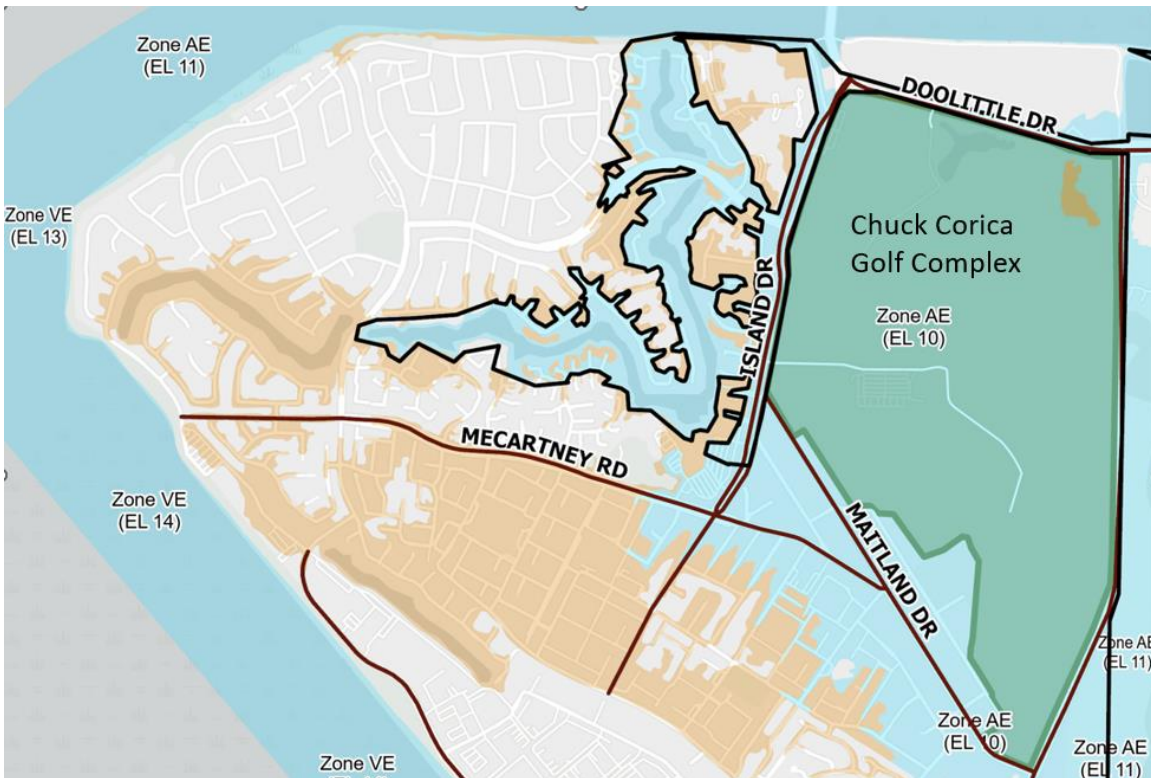 Zone AE
(EL 11)
DOOLITTLE DR
Zone VE
(EL 13)
Chuck Corica
Golf Complex
ISLAND DR
Zone AE
(EL 10)
MECARTNEY RD
Zone VE
(EL 14)
MAITLAND DR
Zone AE
(EL 11)
Zone AE
(EL 10)
Zone AE
(EL 11)
Zone VE